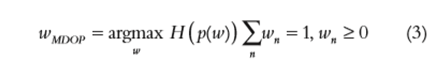 w_MDOP = argmax_w H(p(w)) ∑_n w_n = 1, w_n ≥ 0 (3)